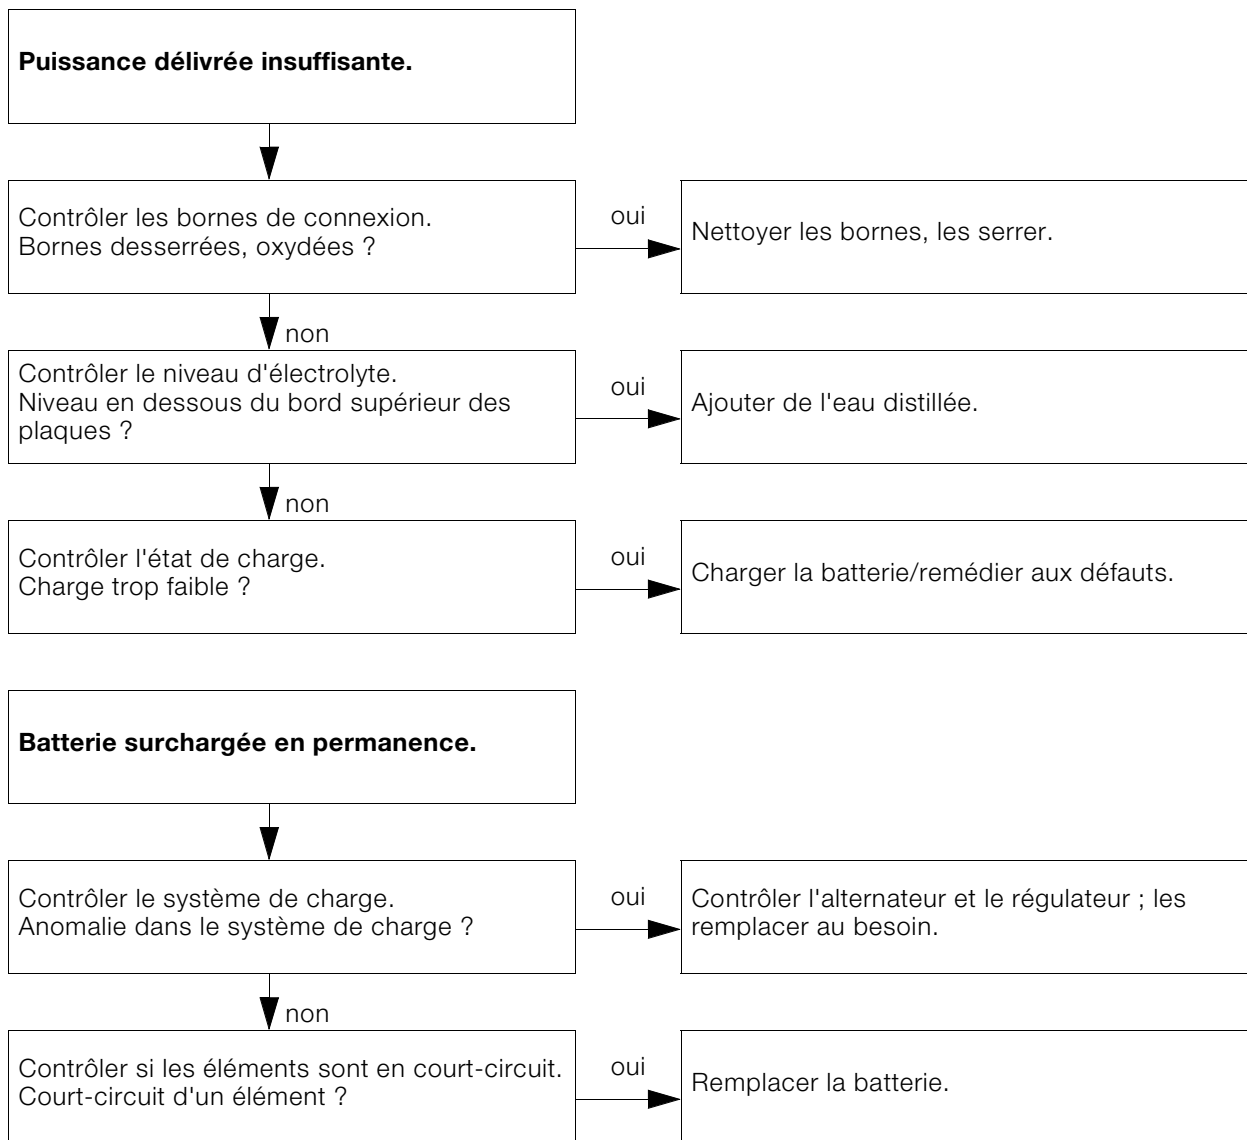 Puissance délivrée insuffisante.
Contrôler les bornes de connexion.
Bornes desserrées, oxydées ?
oui
Nettoyer les bornes, les serrer.
non
Contrôler le niveau d'électrolyte.
Niveau en dessous du bord supérieur des
plaques ?
oui
Ajouter de l'eau distillée.
non
Contrôler l'état de charge.
Charge trop faible ?
oui
Charger la batterie/remédier aux défauts.
Batterie surchargée en permanence.
Contrôler le système de charge.
Anomalie dans le système de charge ?
oui
Contrôler l'alternateur et le régulateur ; les
remplacer au besoin.
non
Contrôler si les éléments sont en court-circuit.
Court-circuit d'un élément ?
oui
Remplacer la batterie.